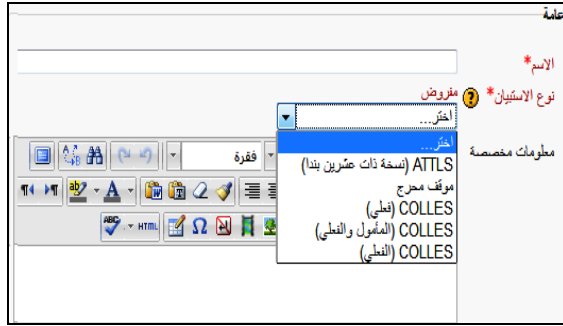 عامة
الاسم*
نوع الاستبيان* مفروض
اختر...
اختر...
ATTLS (نسخة ذات عشرين بندا)
موقف محرج
COLLES (فعلي)
COLLES (المأمول والفعلي)
COLLES (الفعلي)
معلومات مخصصة
فقرة
HTML
ABC